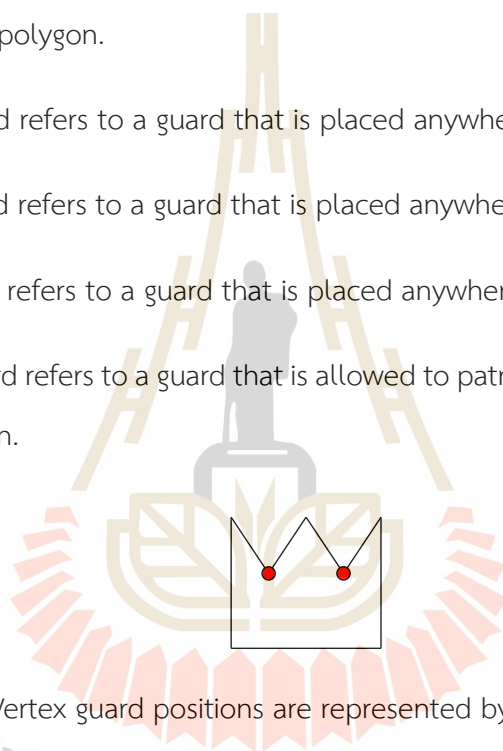 polygon.
d refers to a guard that is placed anywhe
d refers to a guard that is placed anywhe
refers to a guard that is placed anywher
rd refers to a guard that is allowed to patr
n.
Vertex guard positions are represented by